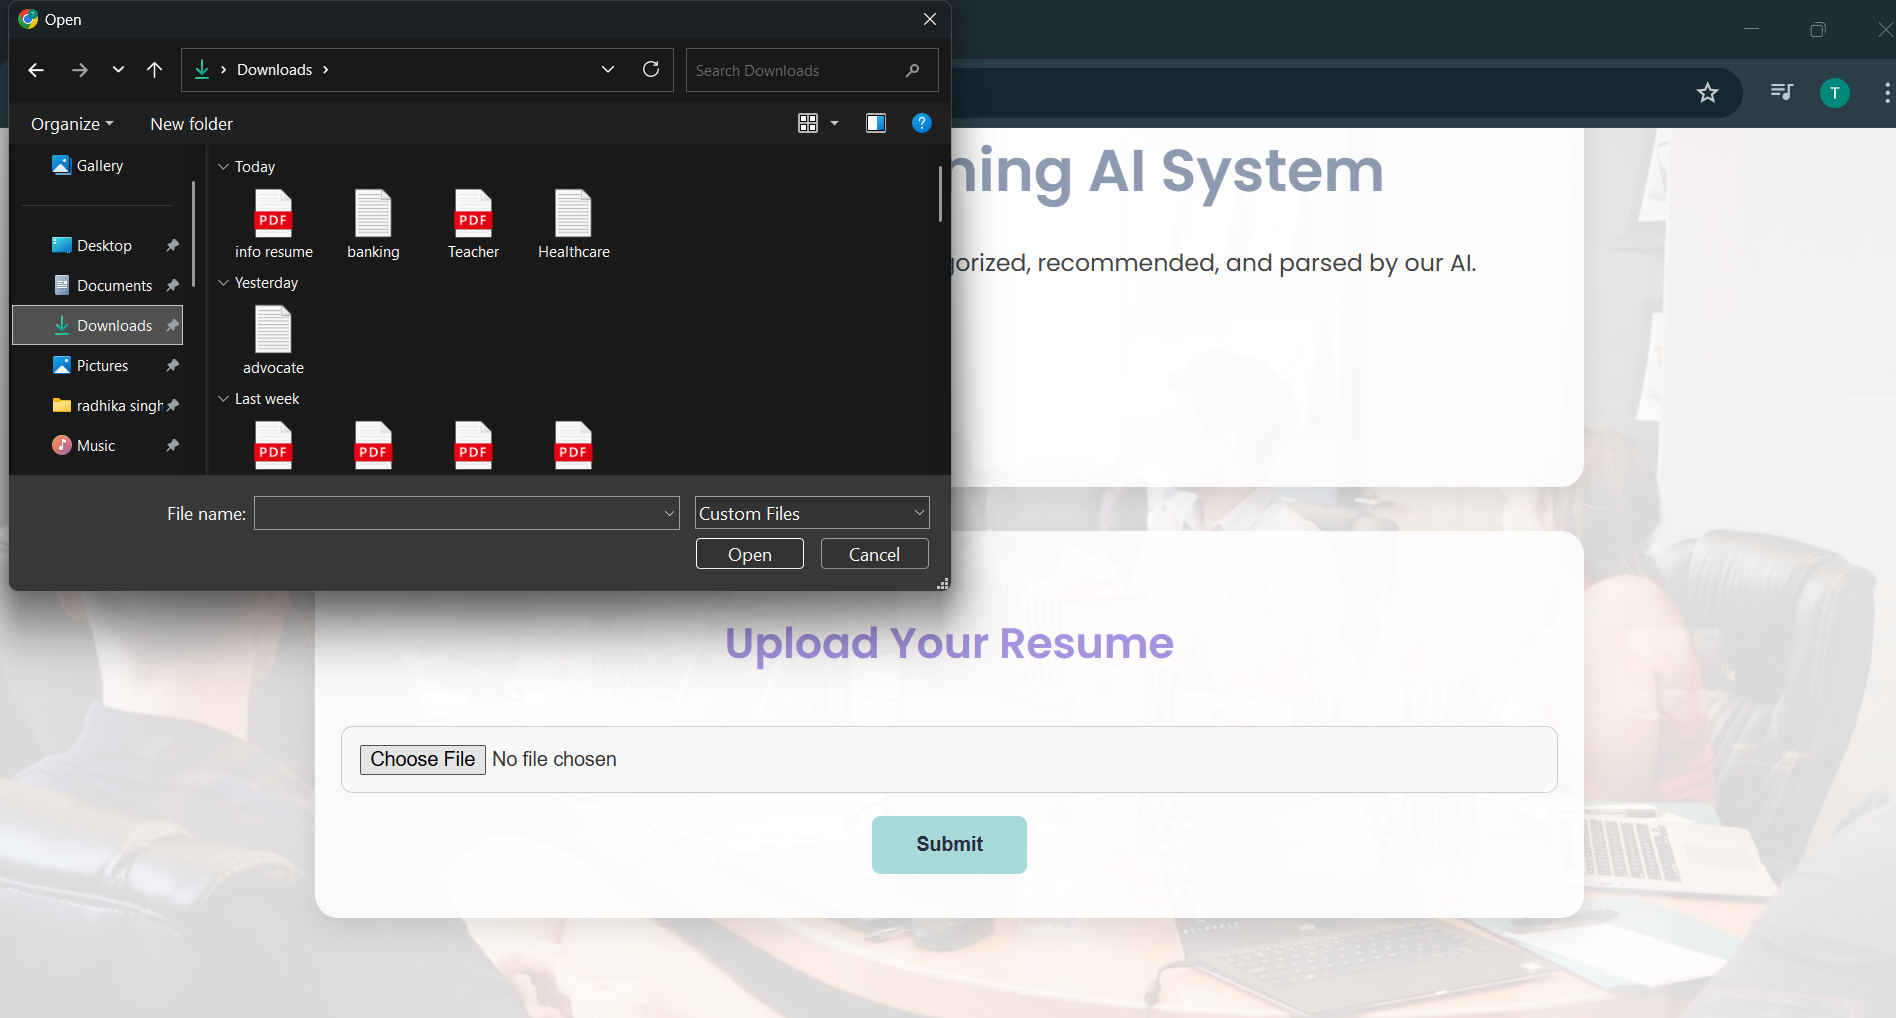 Open
Downloads
Search Downloads
Organize
New folder
Gallery
Desktop
Documents
Downloads
Pictures
radhika singh
Music
Today
PDF
PDF
info resume
banking
Teacher
Healthcare
Yesterday
advocate
Last week
PDF
PDF
PDF
PDF
File name:
Custom Files
Open
Cancel
T
ning AI System
gorized, recommended, and parsed by our AI.
Upload Your Resume
Choose File No file chosen
Submit